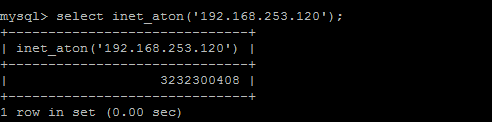 mysql> select inet_aton('192.168.253.120');
+------------------------------+
| inet_aton('192.168.253.120') |
+------------------------------+
|                   3232300408 |
+------------------------------+
1 row in set (0.00 sec)